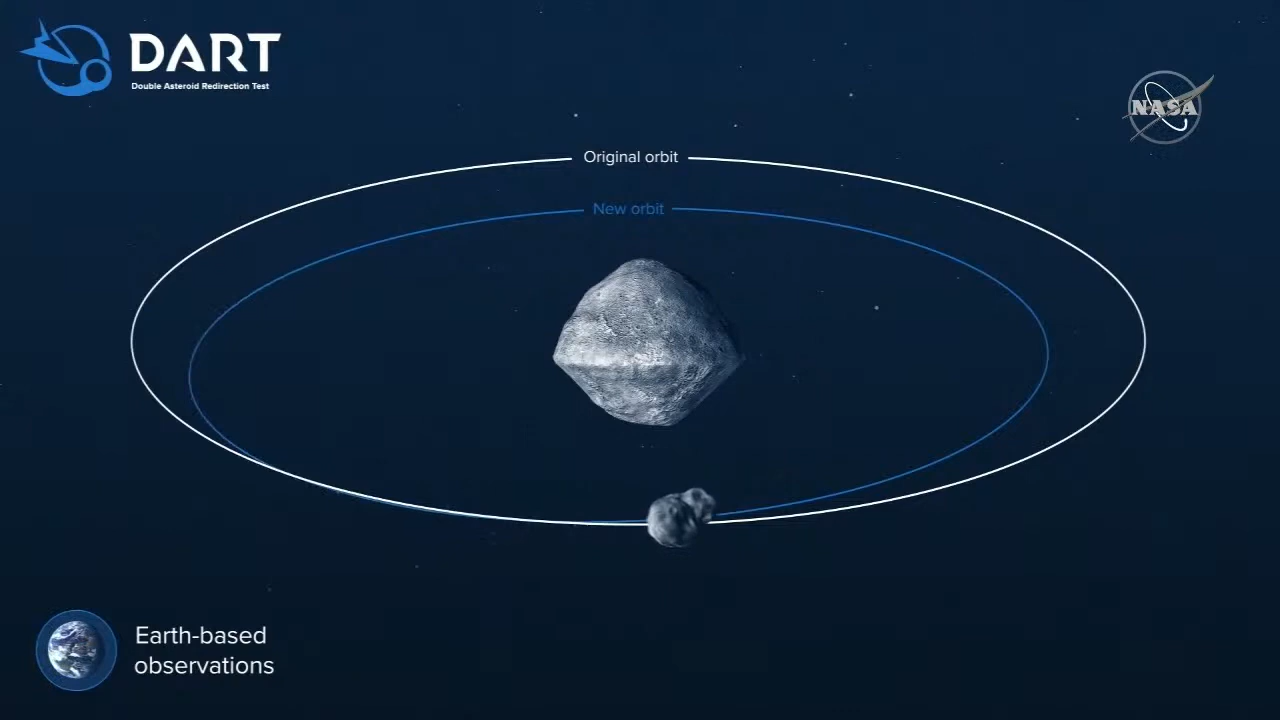 DART
Double Asteroid Redirection Test
NASA
Original orbit
New orbit
Earth-based
observations